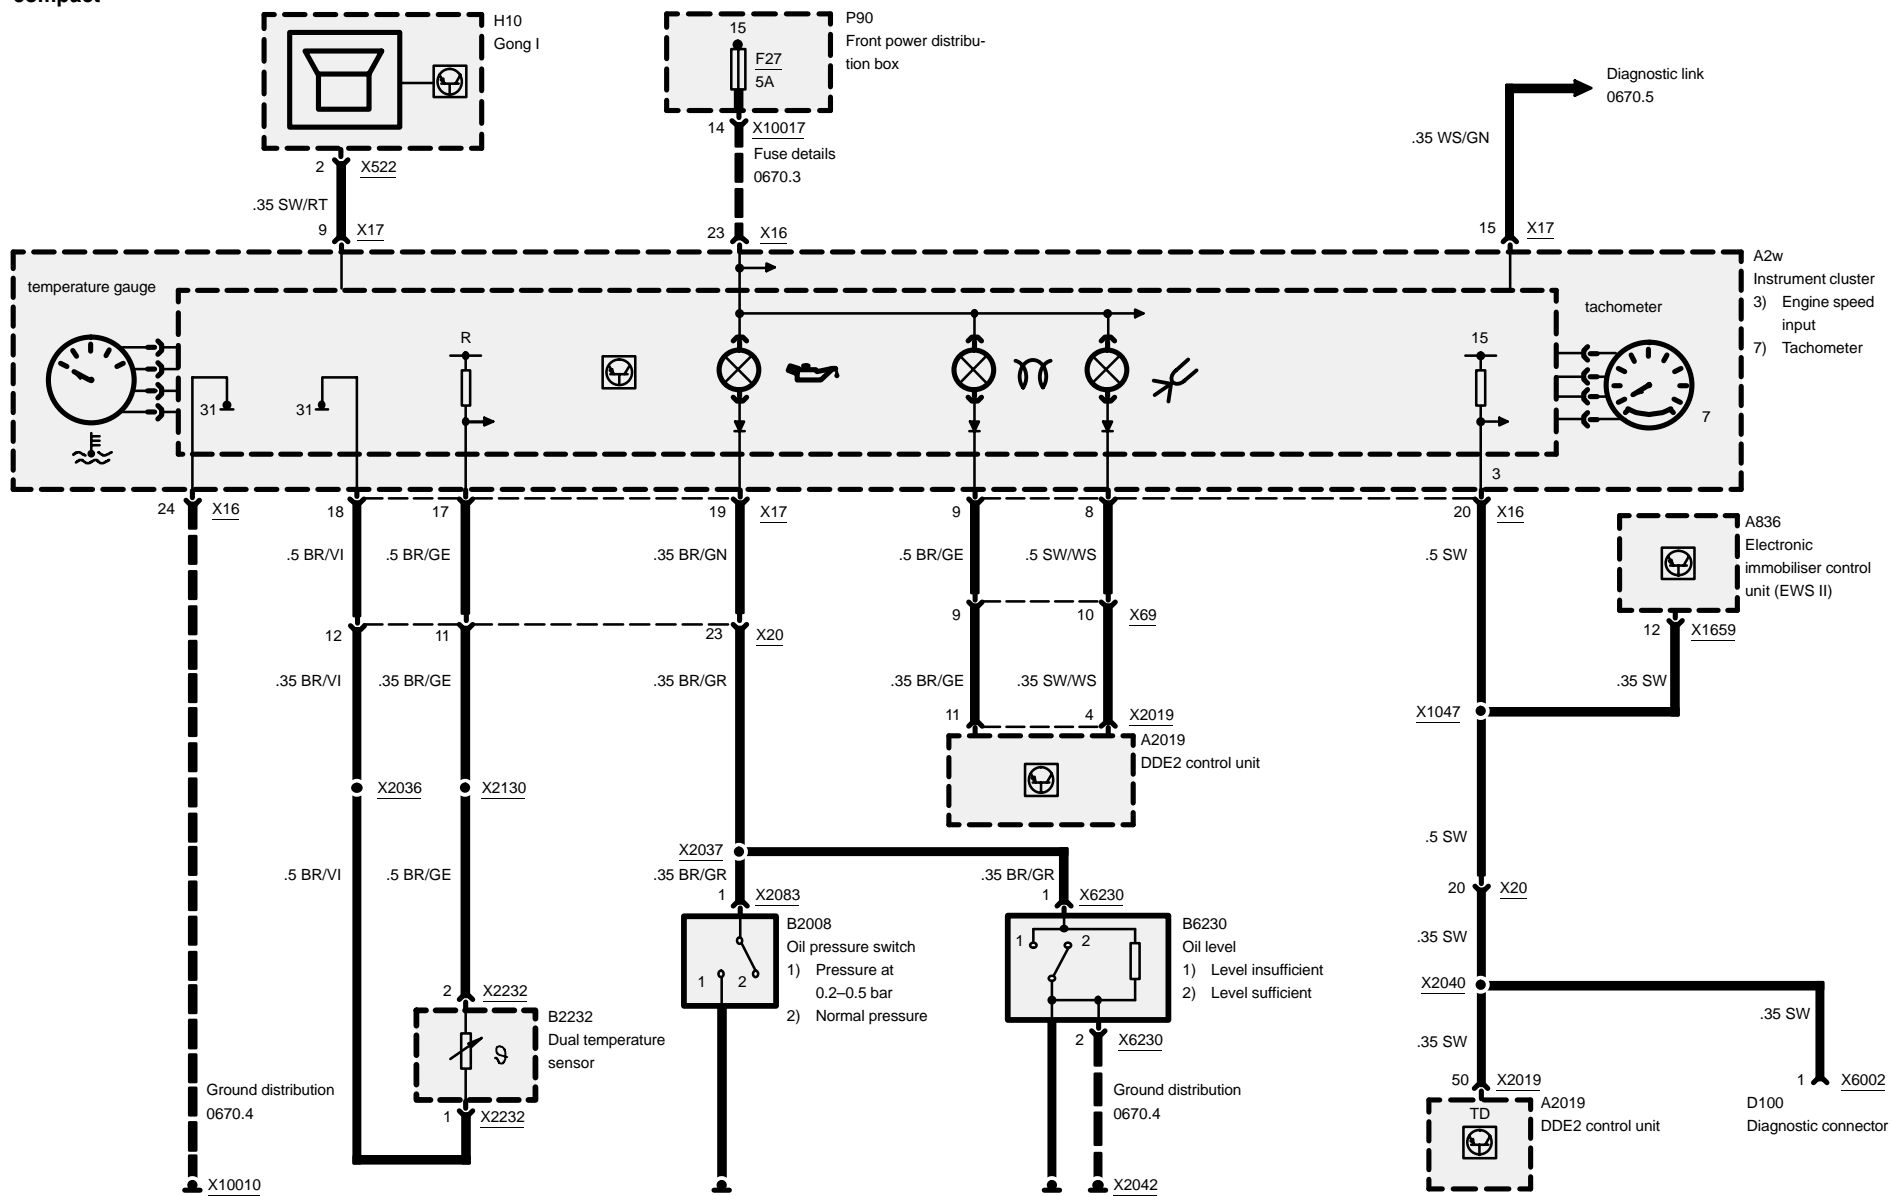 compact
H10
Gong I
P90
Front power distribu-
tion box
15
F27
5A
Diagnostic link
0670.5
14
X10017
Fuse details
0670.3
.35 WS/GN
2
X522
.35 SW/RT
9
X17
23
X16
15
X17
A2w
Instrument cluster
3) Engine speed
input
7) Tachometer
temperature gauge
tachometer
R
15
31
31
7
3
24
X16
18
17
19
X17
9
8
20
X16
A836
Electronic
immobiliser control
unit (EWS II)
.5 BR/VI
.5 BR/GE
.35 BR/GN
.5 BR/GE
.5 SW/WS
.5 SW
12
11
23
X20
9
10
X69
12
X1659
.35 BR/VI
.35 BR/GE
.35 BR/GR
.35 BR/GE
.35 SW/WS
.35 SW
11
4
X2019
X1047
A2019
DDE2 control unit
X2036
X2130
.5 SW
X2037
.5 BR/VI
.5 BR/GE
.35 BR/GR
.35 BR/GR
1
X2083
1
X6230
20
X20
B2008
Oil pressure switch
1) Pressure at
0.2–0.5 bar
2) Normal pressure
1
2
1
2
B6230
Oil level
1) Level insufficient
2) Level sufficient
.35 SW
X2040
2
X2232
B2232
Dual temperature
sensor
ϑ
.35 SW
.35 SW
2
X6230
Ground distribution
0670.4
1
X2232
Ground distribution
0670.4
50
X2019
1
X6002
TD
A2019
DDE2 control unit
D100
Diagnostic connector
X10010
X2042